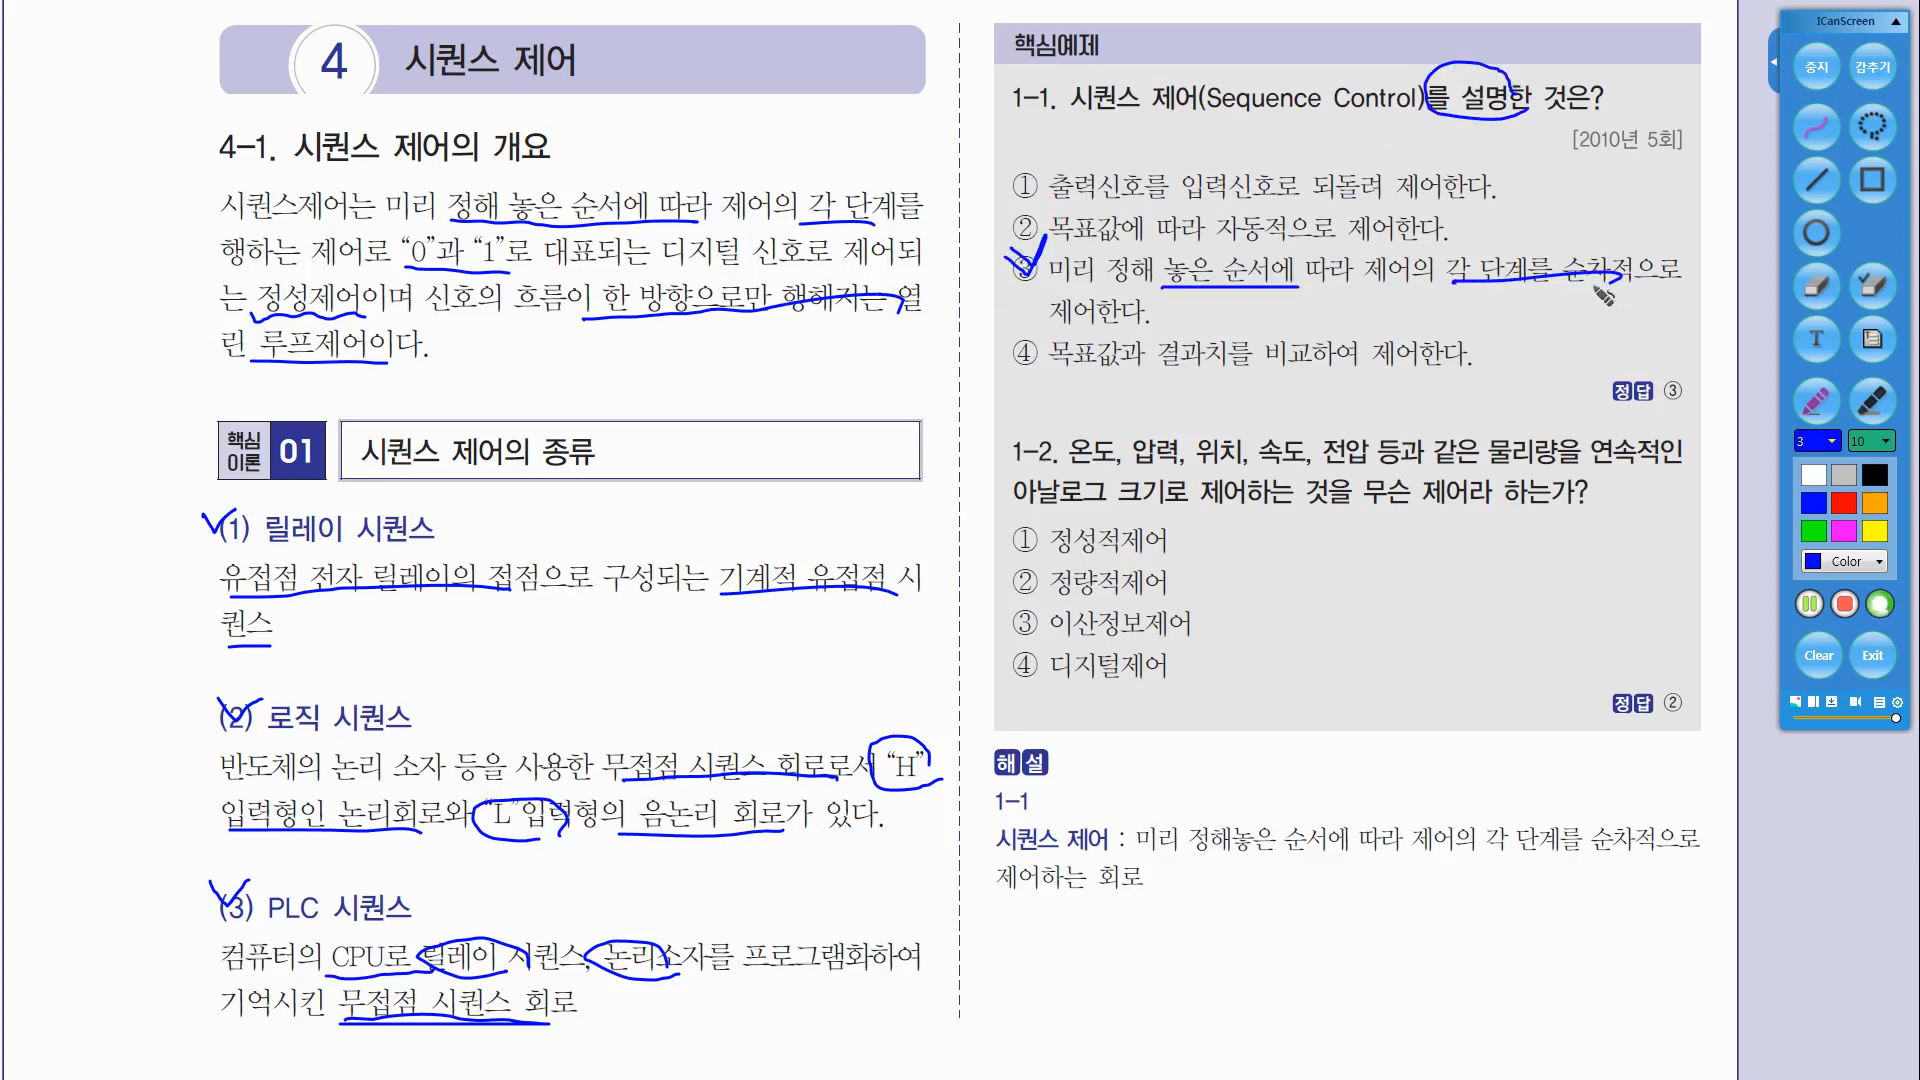 4 시퀀스 제어
4-1. 시퀀스 제어의 개요
시퀀스제어는 미리 정해 놓은 순서에 따라 제어의 각 단계를
행하는 제어로 “0”과 “1”로 대표되는 디지털 신호로 제어되
는 정성제어이며 신호의 흐름이 한 방향으로만 행해지는 열
린 루프제어이다.
핵심
이론 01 시퀀스 제어의 종류
(1) 릴레이 시퀀스
유접점 전자 릴레이의 접점으로 구성되는 기계적 유접점 시
퀀스
(2) 로직 시퀀스
반도체의 논리 소자 등을 사용한 무접점 시퀀스 회로로서 “H”
입력형인 논리회로와 “L”입력형의 음논리 회로가 있다.
(3) PLC 시퀀스
컴퓨터의 CPU로 릴레이 시퀀스, 논리소자를 프로그램화하여
기억시킨 무접점 시퀀스 회로
핵심예제
1-1. 시퀀스 제어(Sequence Control)를 설명한 것은?
[2010년 5회]
① 출력신호를 입력신호로 되돌려 제어한다.
② 목표값에 따라 자동적으로 제어한다.
③ 미리 정해 놓은 순서에 따라 제어의 각 단계를 순차적으로
제어한다.
④ 목표값과 결과치를 비교하여 제어한다.
정답 ③
1-2. 온도, 압력, 위치, 속도, 전압 등과 같은 물리량을 연속적인
아날로그 크기로 제어하는 것을 무슨 제어라 하는가?
① 정성적제어
② 정량적제어
③ 이산정보제어
④ 디지털제어
정답 ②
해설
1-1
시퀀스 제어 : 미리 정해놓은 순서에 따라 제어의 각 단계를 순차적으로
제어하는 회로
ICanScreen
중지 감추기
T
3 10
Color
Clear Exit